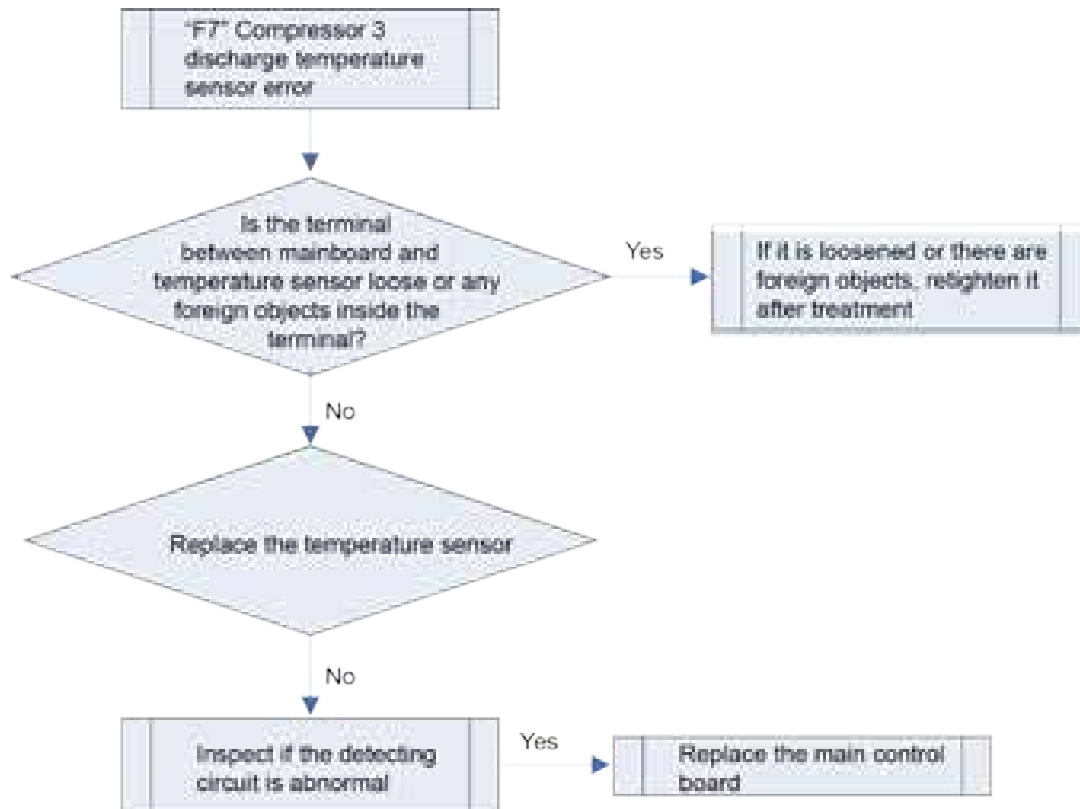 "F7" Compressor 3
discharge temperature
sensor error
Is the terminal
between mainboard and
temperature sensor loose or any
foreign objects inside the
terminal?
Yes
If it is loosened or there are
foreign objects, retighten it
after treatment
No
Replace the temperature sensor
No
Inspect if the detecting
circuit is abnormal
Yes
Replace the main control
board